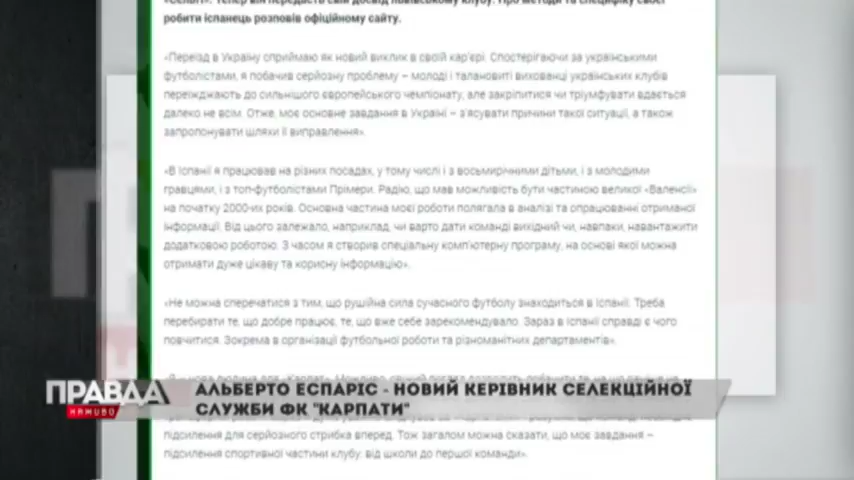 «Сельті». Тепер він передасть свій досвід львівському клубу. Про методи та специфіку своєї
робити іспанець розповів офіційному сайту.
«Переїзд в Україну сприймаю як новий виклик в своїй кар'єрі. Спостерігаючи за українськими
футболістами, я побачив серйозну проблему – молоді і талановиті вихованці українських клубів
переїжджають до сильнішого європейського чемпіонату, але закріпитися чи тріумфувати вдається
далеко не всім. Отже, моє основне завдання в Україні – з'ясувати причини такої ситуації, а також
запропонувати шляхи її виправлення».
«В Іспанії я працював на різних посадах, у тому числі і з восьмирічними дітьми, і з молодими
гравцями, і з топ-футболістами Прімери. Радію, що мав можливість бути частиною великої «Валенсії»
на початку 2000-их років. Основна частина моєї роботи полягала в аналізі та опрацюванні отриманої
інформації. Від цього залежало, наприклад, чи варто дати команді вихідний чи, навпаки, навантажити
додатковою роботою. З часом я створив спеціальну комп'ютерну програму, на основі якої можна
отримати дуже цікаву та корисну інформацію».
«Не можна сперечатися з тим, що рушійна сила сучасного футболу знаходиться в Іспанії. Треба
перебирати те, що добре працює, те, що вже себе зарекомендувало. Зараз в Іспанії справді є чого
повчитися. Зокрема в організації футбольної роботи та різноманітних департаментів».
ПРАВДА
НАЖИВО
АЛЬБЕРТО ЕСПАРІС - НОВИЙ КЕРІВНИК СЕЛЕКЦІЙНОЇ
СЛУЖБИ ФК "КАРПАТИ"
підсилення для серйозного стрибка вперед. Тож загалом можна сказати, що моє завдання –
підсилення спортивної частини клубу: від школи до першої команди».